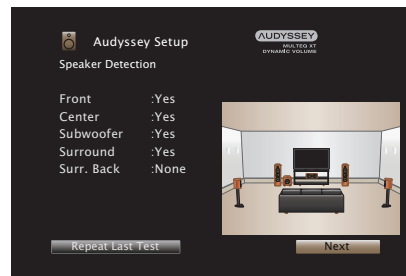 Audyssey Setup
AUDYSSEY
MULTEQ XT
DYNAMIC VOLUME
Speaker Detection
Front :Yes
Center :Yes
Subwoofer :Yes
Surround :Yes
Surr. Back :None
Repeat Last Test
Next